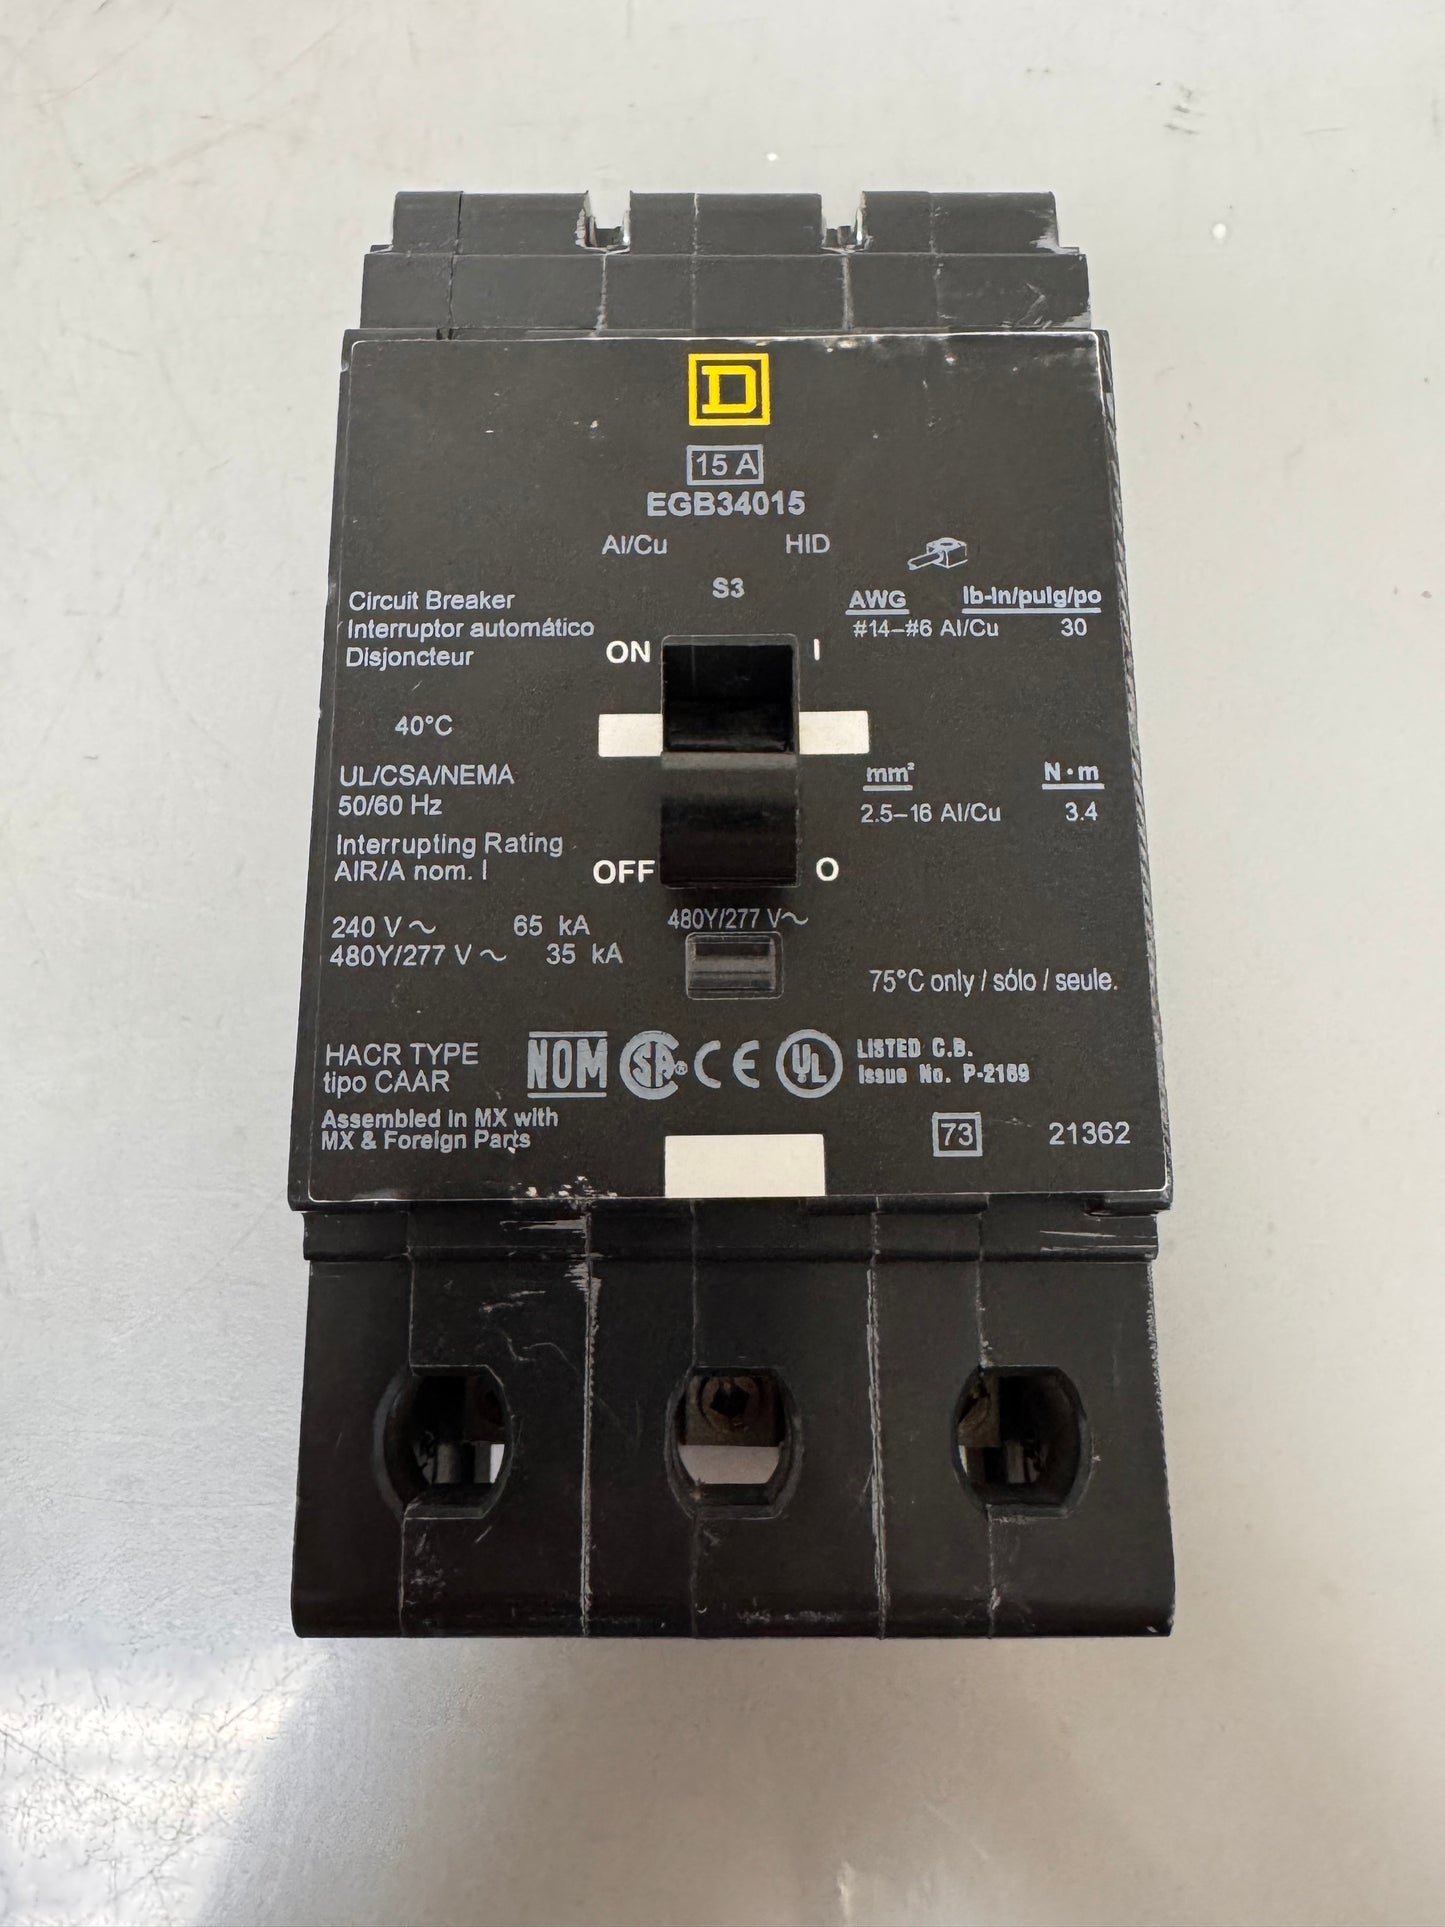 D
15 A
EGB34015
Al/Cu HID
S3
Circuit Breaker
Interruptor automático
Disjoncteur
AWG lb-in/pulg/po
#14–#6 Al/Cu 30
ON I
40°C
UL/CSA/NEMA
50/60 Hz
mm² N·m
2.5–16 Al/Cu 3.4
Interrupting Rating
AIR/A nom. I
OFF O
480Y/277 V~
240 V ~ 65 kA
480Y/277 V ~ 35 kA
75°C only / sólo / seule.
HACR TYPE
tipo CAAR
NOM SA® CE UL
LISTED C.B.
Issue No. P-2169
Assembled in MX with
MX & Foreign Parts
73 21362